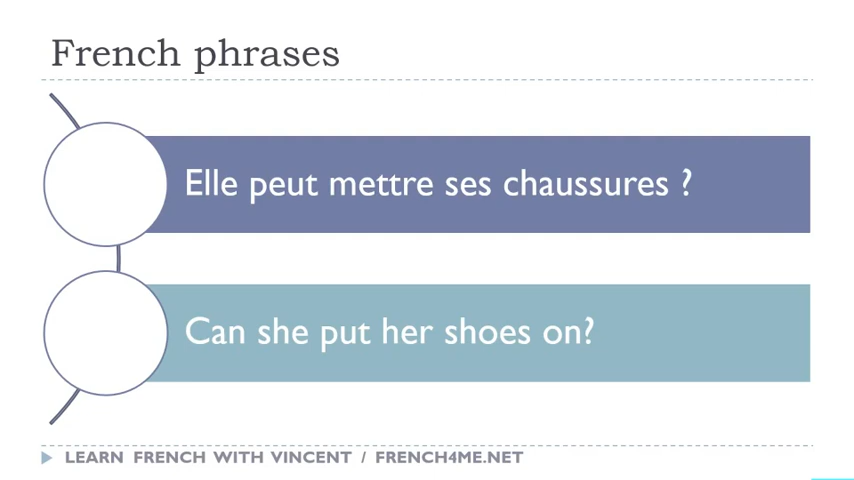 French phrases
Elle peut mettre ses chaussures ?
Can she put her shoes on?
LEARN FRENCH WITH VINCENT / FRENCH4ME.NET